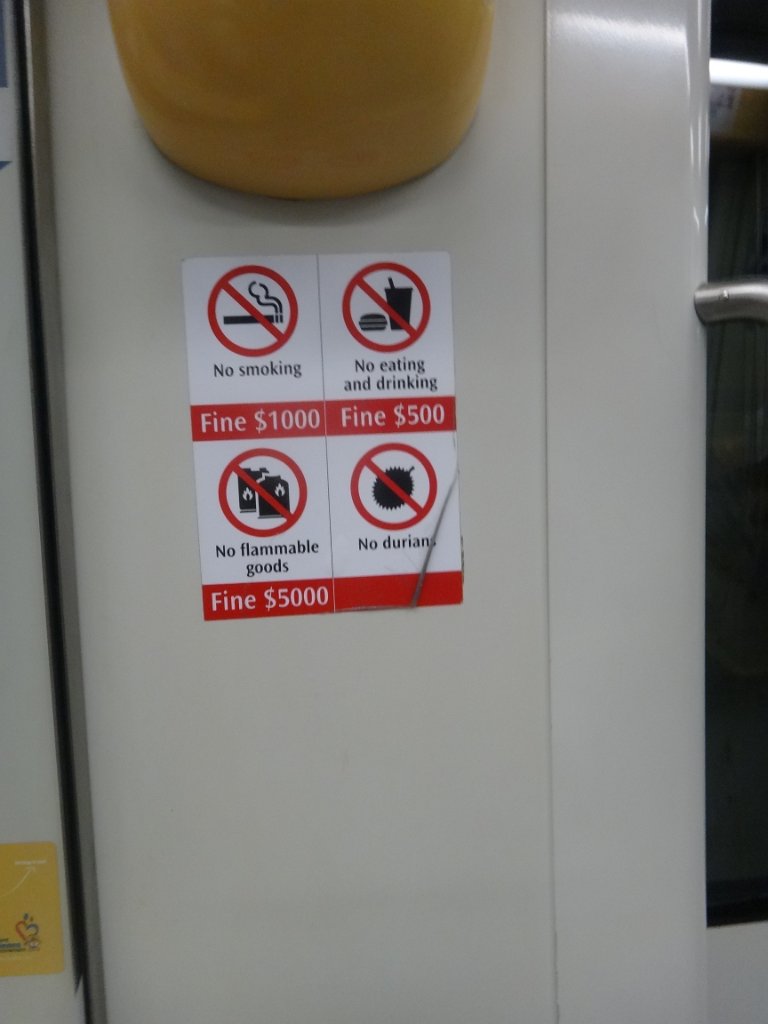 No smoking
No eating
and drinking
Fine $1000
Fine $500
No flammable
goods
No durians
Fine $5000